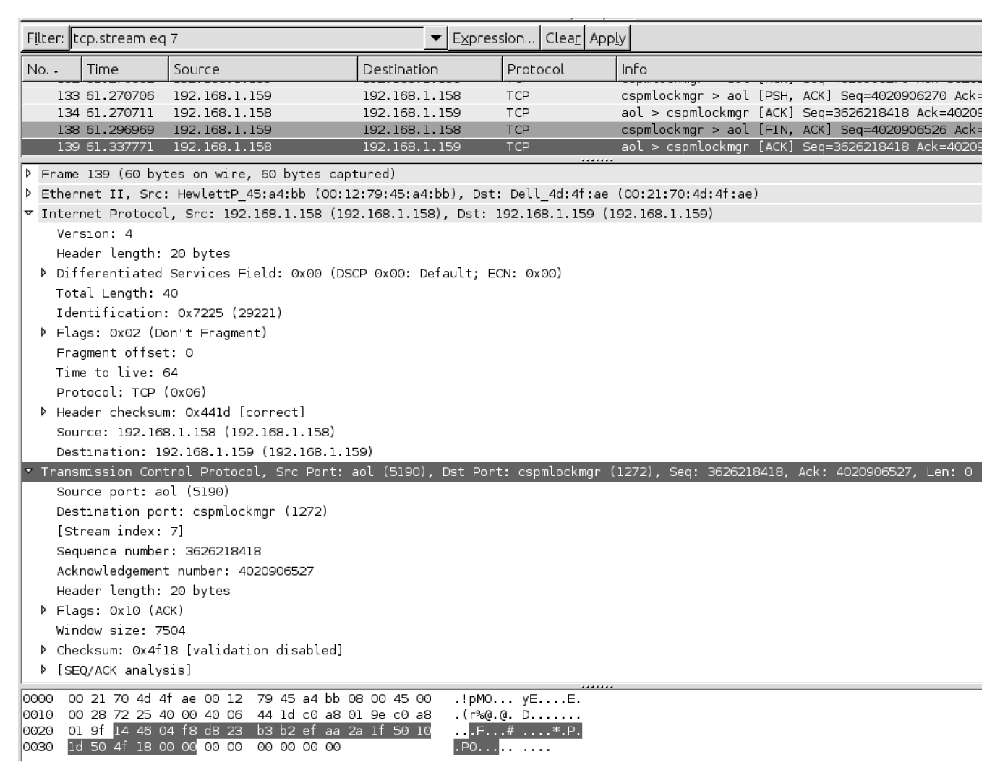 Filter: tcp.stream eq 7 Expression... Clear Apply
No. . Time Source Destination Protocol Info
133 61.270706 192.168.1.159 192.168.1.158 TCP cspmlockmgr > aol [PSH, ACK] Seq=4020906270 Ack=
134 61.270711 192.168.1.158 192.168.1.159 TCP aol > cspmlockmgr [ACK] Seq=3626218418 Ack=40209
138 61.296969 192.168.1.159 192.168.1.158 TCP cspmlockmgr > aol [FIN, ACK] Seq=4020906526 Ack=
139 61.337771 192.168.1.158 192.168.1.159 TCP aol > cspmlockmgr [ACK] Seq=3626218418 Ack=40209
Frame 139 (60 bytes on wire, 60 bytes captured)
Ethernet II, Src: HewlettP_45:a4:bb (00:12:79:45:a4:bb), Dst: Dell_4d:4f:ae (00:21:70:4d:4f:ae)
Internet Protocol, Src: 192.168.1.158 (192.168.1.158), Dst: 192.168.1.159 (192.168.1.159)
Version: 4
Header length: 20 bytes
Differentiated Services Field: 0x00 (DSCP 0x00: Default; ECN: 0x00)
Total Length: 40
Identification: 0x7225 (29221)
Flags: 0x02 (Don't Fragment)
Fragment offset: 0
Time to live: 64
Protocol: TCP (0x06)
Header checksum: 0x441d [correct]
Source: 192.168.1.158 (192.168.1.158)
Destination: 192.168.1.159 (192.168.1.159)
Transmission Control Protocol, Src Port: aol (5190), Dst Port: cspmlockmgr (1272), Seq: 3626218418, Ack: 4020906527, Len: 0
Source port: aol (5190)
Destination port: cspmlockmgr (1272)
[Stream index: 7]
Sequence number: 3626218418
Acknowledgement number: 4020906527
Header length: 20 bytes
Flags: 0x10 (ACK)
Window size: 7504
Checksum: 0x4f18 [validation disabled]
[SEQ/ACK analysis]
0000 00 21 70 4d 4f ae 00 12 79 45 a4 bb 08 00 45 00 .!pMO... yE....E.
0010 00 28 72 25 40 00 40 06 44 1d c0 a8 01 9e c0 a8 .(r%@.@. D.......
0020 01 9f 14 46 04 f8 d8 23 b3 b2 ef aa 2a 1f 50 10 ...F...# ....*.P.
0030 1d 50 4f 18 00 00 00 00 00 00 00 00 .PO..... ....